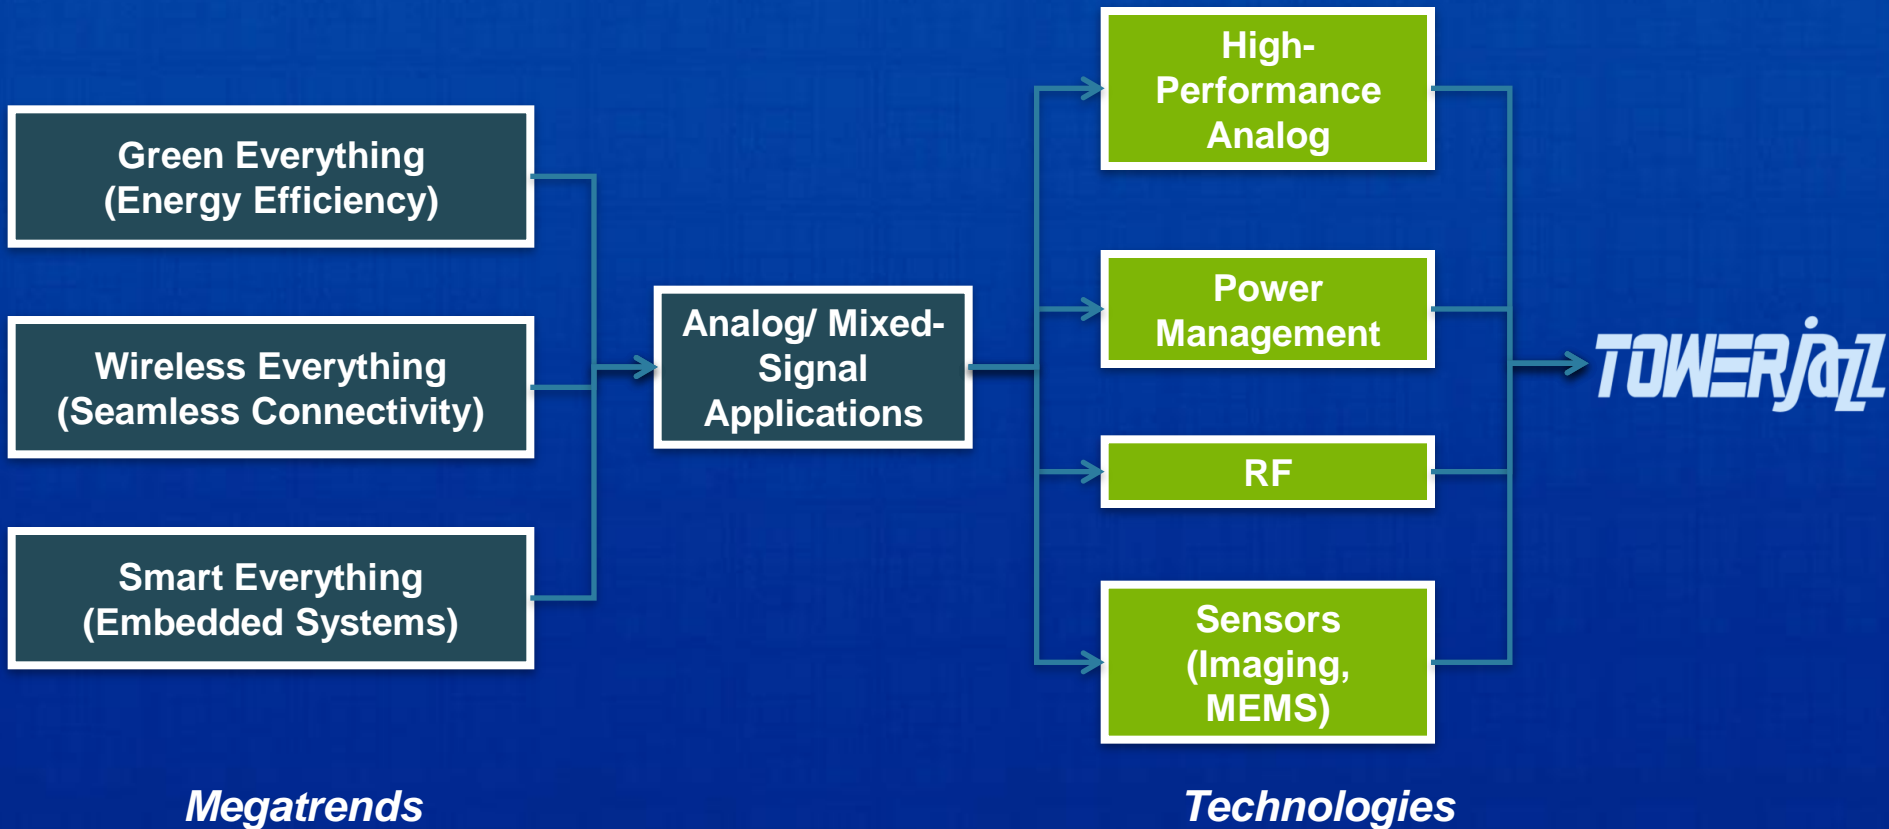 Green Everything
(Energy Efficiency)
Wireless Everything
(Seamless Connectivity)
Smart Everything
(Embedded Systems)
Analog/ Mixed-
Signal
Applications
High-
Performance
Analog
Power
Management
RF
Sensors
(Imaging,
MEMS)
TOWERjazz
Megatrends
Technologies